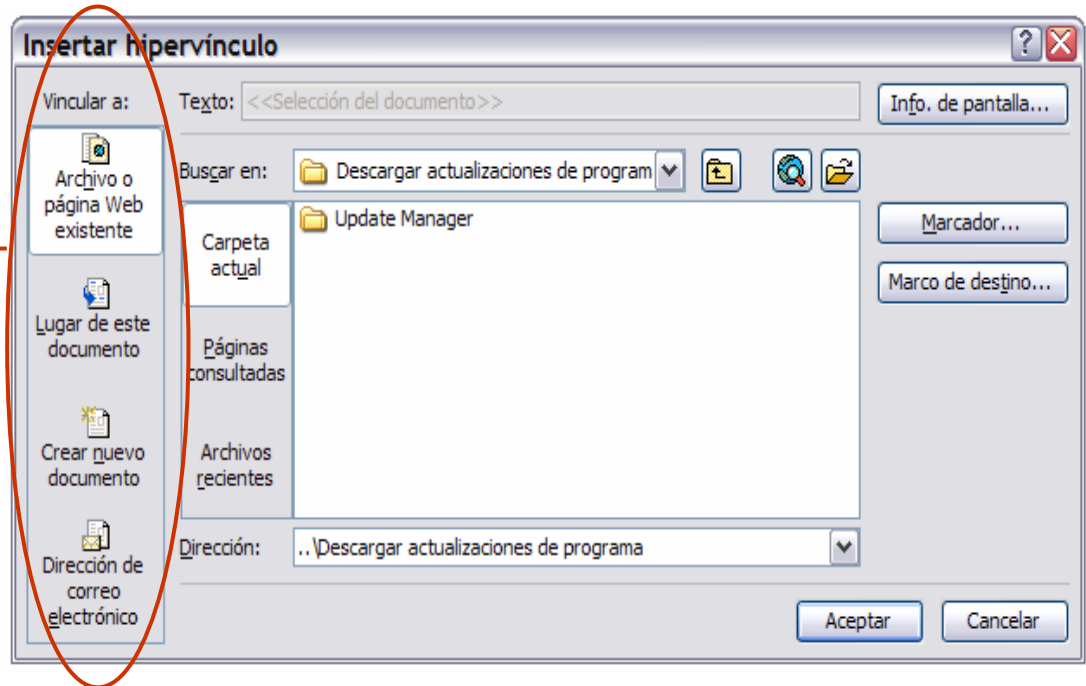 Insertar hipervínculo
Vincular a:
Texto: <<Selección del documento>>
Info. de pantalla...
Archivo o
página Web
existente
Buscar en:
Descargar actualizaciones de program
Carpeta
actual
Update Manager
Marcador...
Marco de destino...
Lugar de este
documento
Páginas
consultadas
Crear nuevo
documento
Archivos
recientes
Dirección de
correo
electrónico
Dirección:
..\Descargar actualizaciones de programa
Aceptar
Cancelar